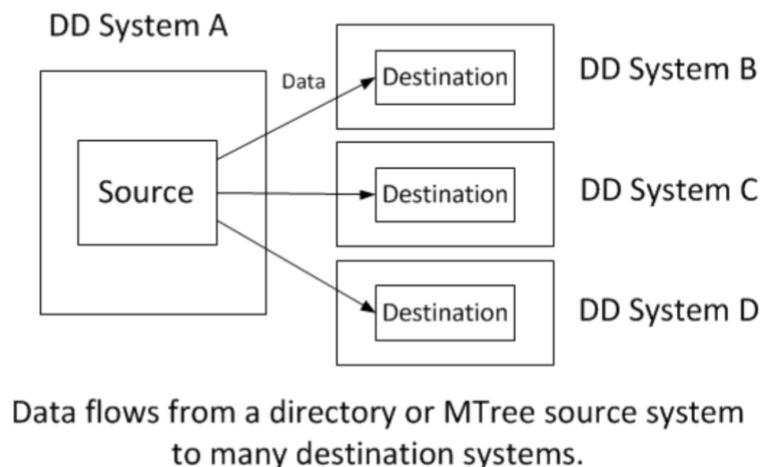 DD System A
Data
Destination
DD System B
Source
Destination
DD System C
Destination
DD System D
Data flows from a directory or MTree source system
to many destination systems.